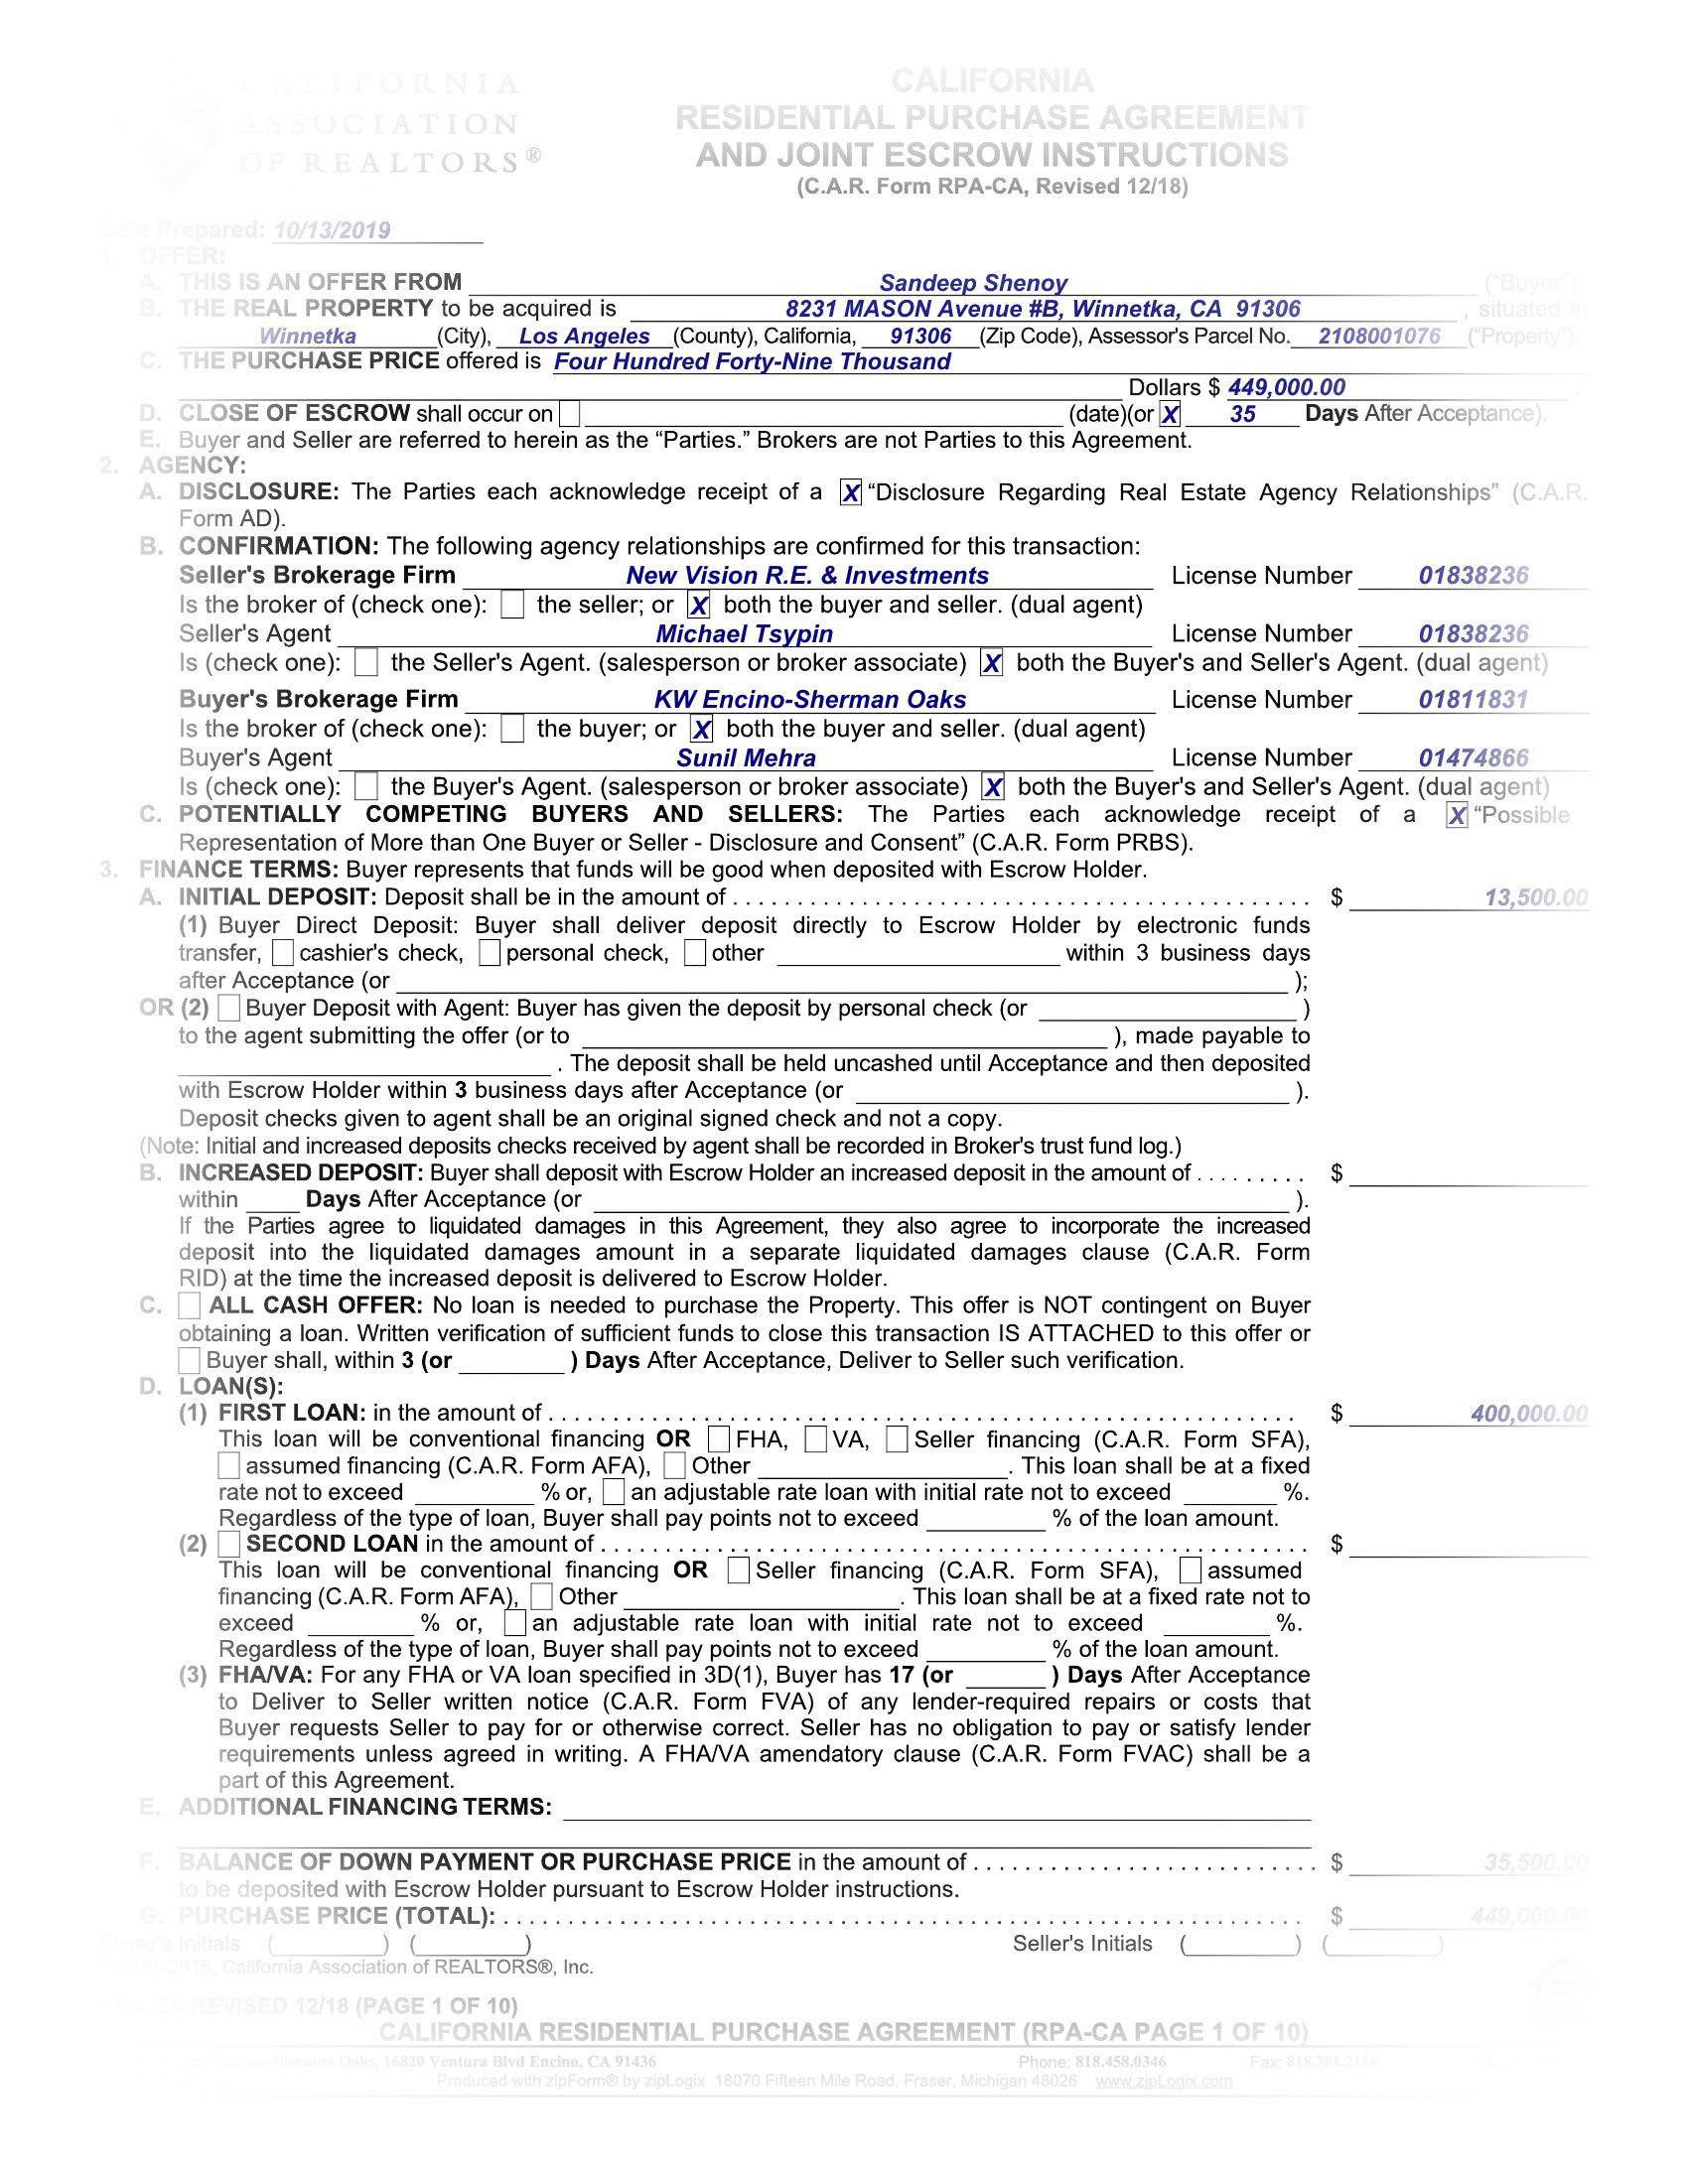 CALIFORNIA
ASSOCIATION
OF REALTORS®
CALIFORNIA
RESIDENTIAL PURCHASE AGREEMENT
AND JOINT ESCROW INSTRUCTIONS
(C.A.R. Form RPA-CA, Revised 12/18)
Date Prepared: 10/13/2019
1. OFFER:
A. THIS IS AN OFFER FROM Sandeep Shenoy ("Buyer").
B. THE REAL PROPERTY to be acquired is 8231 MASON Avenue #B, Winnetka, CA 91306 , situated in
Winnetka (City), Los Angeles (County), California, 91306 (Zip Code), Assessor's Parcel No. 2108001076 ("Property").
C. THE PURCHASE PRICE offered is Four Hundred Forty-Nine Thousand
Dollars $ 449,000.00 .
D. CLOSE OF ESCROW shall occur on ☐ (date)(or X 35 Days After Acceptance).
E. Buyer and Seller are referred to herein as the “Parties.” Brokers are not Parties to this Agreement.
2. AGENCY:
A. DISCLOSURE: The Parties each acknowledge receipt of a X “Disclosure Regarding Real Estate Agency Relationships” (C.A.R.
Form AD).
B. CONFIRMATION: The following agency relationships are confirmed for this transaction:
Seller's Brokerage Firm New Vision R.E. & Investments License Number 01838236
Is the broker of (check one): ☐ the seller; or X both the buyer and seller. (dual agent)
Seller's Agent Michael Tsypin License Number 01838236
Is (check one): ☐ the Seller's Agent. (salesperson or broker associate) X both the Buyer's and Seller's Agent. (dual agent)
Buyer's Brokerage Firm KW Encino-Sherman Oaks License Number 01811831
Is the broker of (check one): ☐ the buyer; or X both the buyer and seller. (dual agent)
Buyer's Agent Sunil Mehra License Number 01474866
Is (check one): ☐ the Buyer's Agent. (salesperson or broker associate) X both the Buyer's and Seller's Agent. (dual agent)
C. POTENTIALLY COMPETING BUYERS AND SELLERS: The Parties each acknowledge receipt of a X “Possible
Representation of More than One Buyer or Seller - Disclosure and Consent” (C.A.R. Form PRBS).
3. FINANCE TERMS: Buyer represents that funds will be good when deposited with Escrow Holder.
A. INITIAL DEPOSIT: Deposit shall be in the amount of . . . . . $ 13,500.00
(1) Buyer Direct Deposit: Buyer shall deliver deposit directly to Escrow Holder by electronic funds
transfer, ☐ cashier's check, ☐ personal check, ☐ other ________ within 3 business days
after Acceptance (or ________ );
OR (2) ☐ Buyer Deposit with Agent: Buyer has given the deposit by personal check (or ________ )
to the agent submitting the offer (or to ________ ), made payable to
________ . The deposit shall be held uncashed until Acceptance and then deposited
with Escrow Holder within 3 business days after Acceptance (or ________ ).
Deposit checks given to agent shall be an original signed check and not a copy.
(Note: Initial and increased deposits checks received by agent shall be recorded in Broker's trust fund log.)
B. INCREASED DEPOSIT: Buyer shall deposit with Escrow Holder an increased deposit in the amount of . . . . . $ ________
within ____ Days After Acceptance (or ________ ).
If the Parties agree to liquidated damages in this Agreement, they also agree to incorporate the increased
deposit into the liquidated damages amount in a separate liquidated damages clause (C.A.R. Form
RID) at the time the increased deposit is delivered to Escrow Holder.
C. ☐ ALL CASH OFFER: No loan is needed to purchase the Property. This offer is NOT contingent on Buyer
obtaining a loan. Written verification of sufficient funds to close this transaction IS ATTACHED to this offer or
☐ Buyer shall, within 3 (or ________ ) Days After Acceptance, Deliver to Seller such verification.
D. LOAN(S):
(1) FIRST LOAN: in the amount of . . . . . $ 400,000.00
This loan will be conventional financing OR ☐ FHA, ☐ VA, ☐ Seller financing (C.A.R. Form SFA),
☐ assumed financing (C.A.R. Form AFA), ☐ Other ________. This loan shall be at a fixed
rate not to exceed ________ % or, ☐ an adjustable rate loan with initial rate not to exceed ________ %.
Regardless of the type of loan, Buyer shall pay points not to exceed ________ % of the loan amount.
(2) ☐ SECOND LOAN in the amount of . . . . . $ ________
This loan will be conventional financing OR ☐ Seller financing (C.A.R. Form SFA), ☐ assumed
financing (C.A.R. Form AFA), ☐ Other ________. This loan shall be at a fixed rate not to
exceed ________ % or, ☐ an adjustable rate loan with initial rate not to exceed ________ %.
Regardless of the type of loan, Buyer shall pay points not to exceed ________ % of the loan amount.
(3) FHA/VA: For any FHA or VA loan specified in 3D(1), Buyer has 17 (or ______ ) Days After Acceptance
to Deliver to Seller written notice (C.A.R. Form FVA) of any lender-required repairs or costs that
Buyer requests Seller to pay for or otherwise correct. Seller has no obligation to pay or satisfy lender
requirements unless agreed in writing. A FHA/VA amendatory clause (C.A.R. Form FVAC) shall be a
part of this Agreement.
E. ADDITIONAL FINANCING TERMS: ________
F. BALANCE OF DOWN PAYMENT OR PURCHASE PRICE in the amount of . . . . . $ 35,500.00
to be deposited with Escrow Holder pursuant to Escrow Holder instructions.
G. PURCHASE PRICE (TOTAL): . . . . . $ 449,000.00
Buyer's Initials (________) (________) Seller's Initials (________) (________)
© 1991-2018, California Association of REALTORS®, Inc.
RPA-CA REVISED 12/18 (PAGE 1 OF 10)
CALIFORNIA RESIDENTIAL PURCHASE AGREEMENT (RPA-CA PAGE 1 OF 10)
Encino-Sherman Oaks, 16820 Ventura Blvd Encino, CA 91436 Phone: 818.458.0346 Fax: 818.301.2166
Produced with zipForm® by zipLogix 18070 Fifteen Mile Road, Fraser, Michigan 48026 www.zipLogix.com